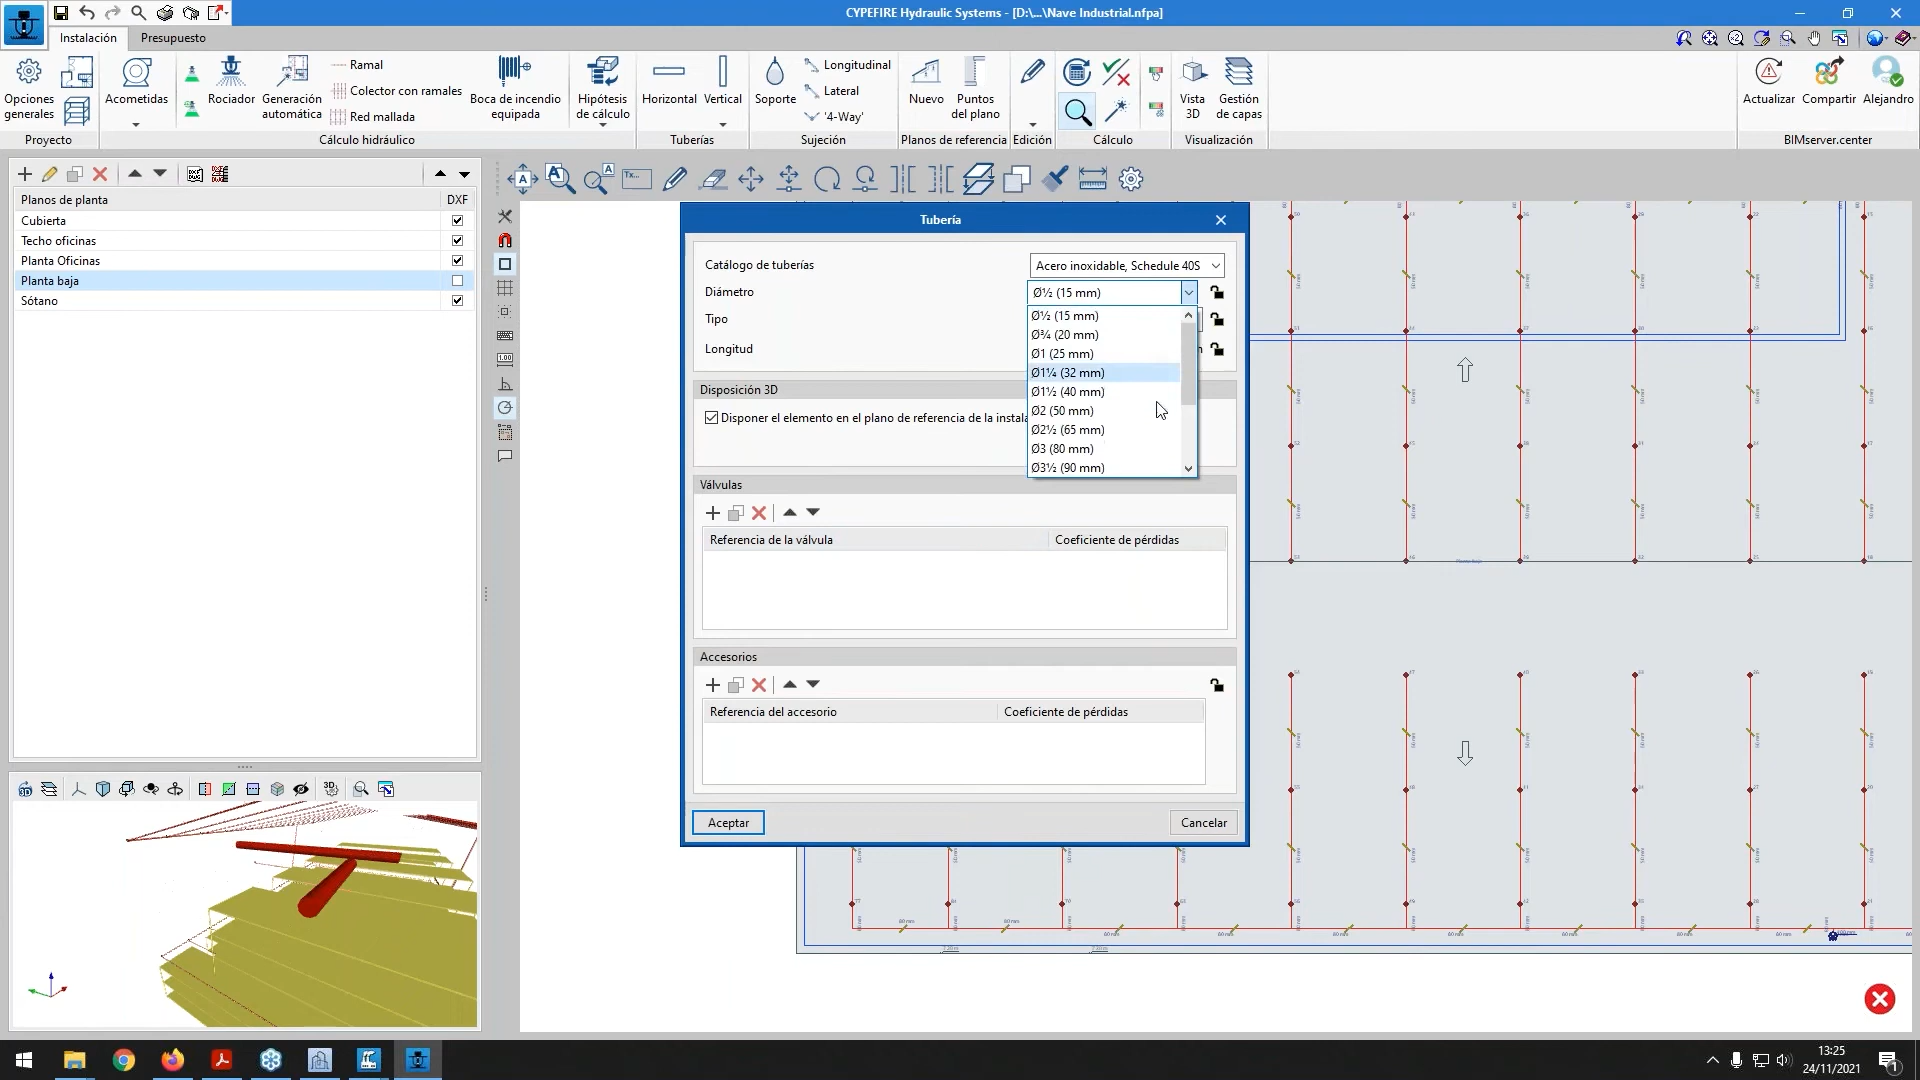 CYPEFIRE Hydraulic Systems - [D:\...\Nave Industrial.nfpa]
Instalación
Presupuesto
Opciones generales
Acometidas
Rociador
Generación automática
Ramal
Colector con ramales
Red mallada
Boca de incendio equipada
Hipótesis de cálculo
Horizontal
Vertical
Soporte
Longitudinal
Lateral
'4-Way'
Nuevo
Puntos del plano
Vista 3D
Gestión de capas
Actualizar
Compartir
Alejandro
Proyecto
Cálculo hidráulico
Tuberías
Sujeción
Planos de referencia
Edición
Cálculo
Visualización
BIMserver.center
Planos de planta
DXF
Cubierta
Techo oficinas
Planta Oficinas
Planta baja
Sótano
Tubería
Catálogo de tuberías
Acero inoxidable, Schedule 40S
Diámetro
Ø½ (15 mm)
Tipo
Longitud
Ø½ (15 mm)
Ø¾ (20 mm)
Ø1 (25 mm)
Ø1¼ (32 mm)
Ø1½ (40 mm)
Ø2 (50 mm)
Ø2½ (65 mm)
Ø3 (80 mm)
Ø3½ (90 mm)
Disposición 3D
Disponer el elemento en el plano de referencia de la instala
Válvulas
Referencia de la válvula
Coeficiente de pérdidas
Accesorios
Referencia del accesorio
Coeficiente de pérdidas
Aceptar
Cancelar
13:25
24/11/2021